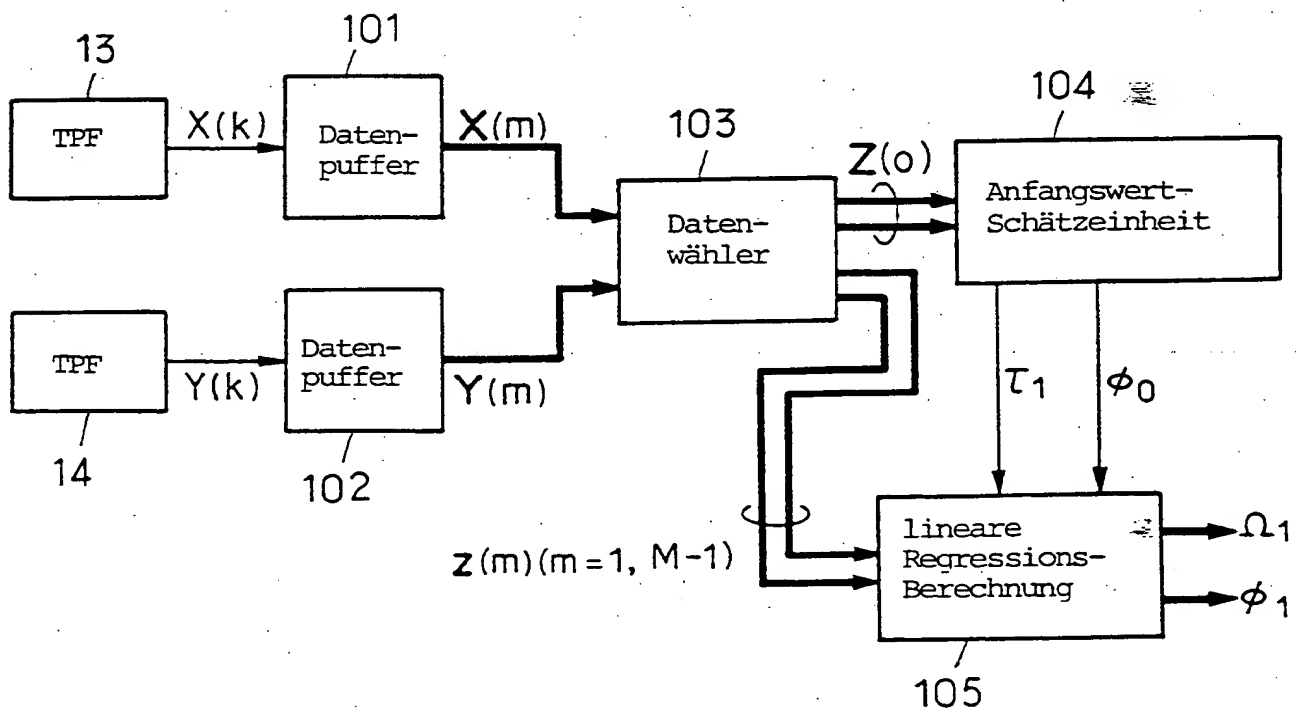 13
TPF
X(k)
101
Daten-
puffer
X(m)
103
Daten-
wähler
Z(o)
104
Anfangswert-
Schätzeinheit
14
TPF
Y(k)
102
Daten-
puffer
Y(m)
τ1
ϕ0
z(m)(m=1, M-1)
lineare
Regressions-
Berechnung
105
Ω1
ϕ1